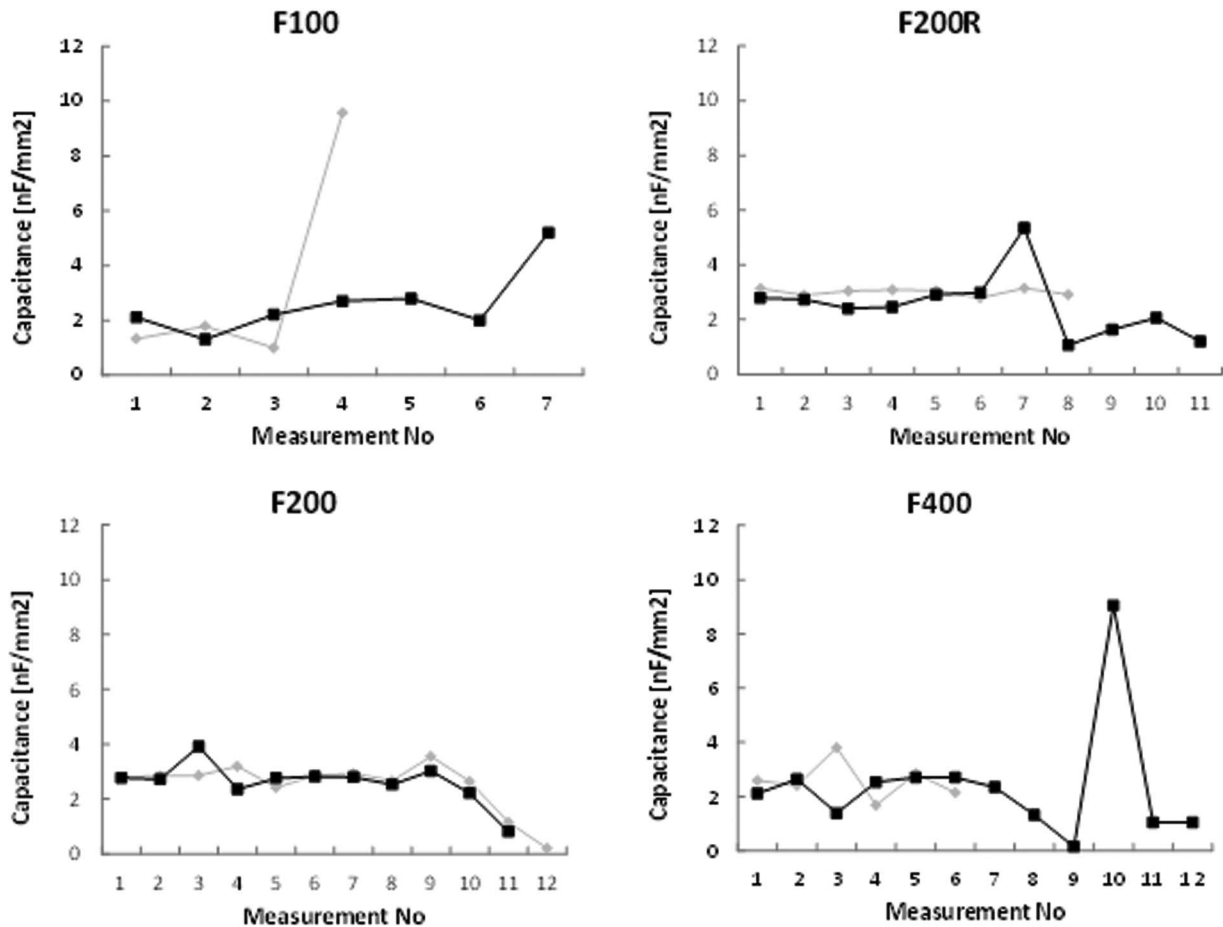 F100
12
10
8
6
4
2
0
Capacitance [nF/mm2]
1 2 3 4 5 6 7
Measurement No
F200R
12
10
8
6
4
2
0
Capacitance [nF/mm2]
1 2 3 4 5 6 7 8 9 10 11
Measurement No
F200
12
10
8
6
4
2
0
Capacitance [nF/mm2]
1 2 3 4 5 6 7 8 9 10 11 12
Measurement No
F400
12
10
8
6
4
2
0
Capacitance [nF/mm2]
1 2 3 4 5 6 7 8 9 10 11 12
Measurement No